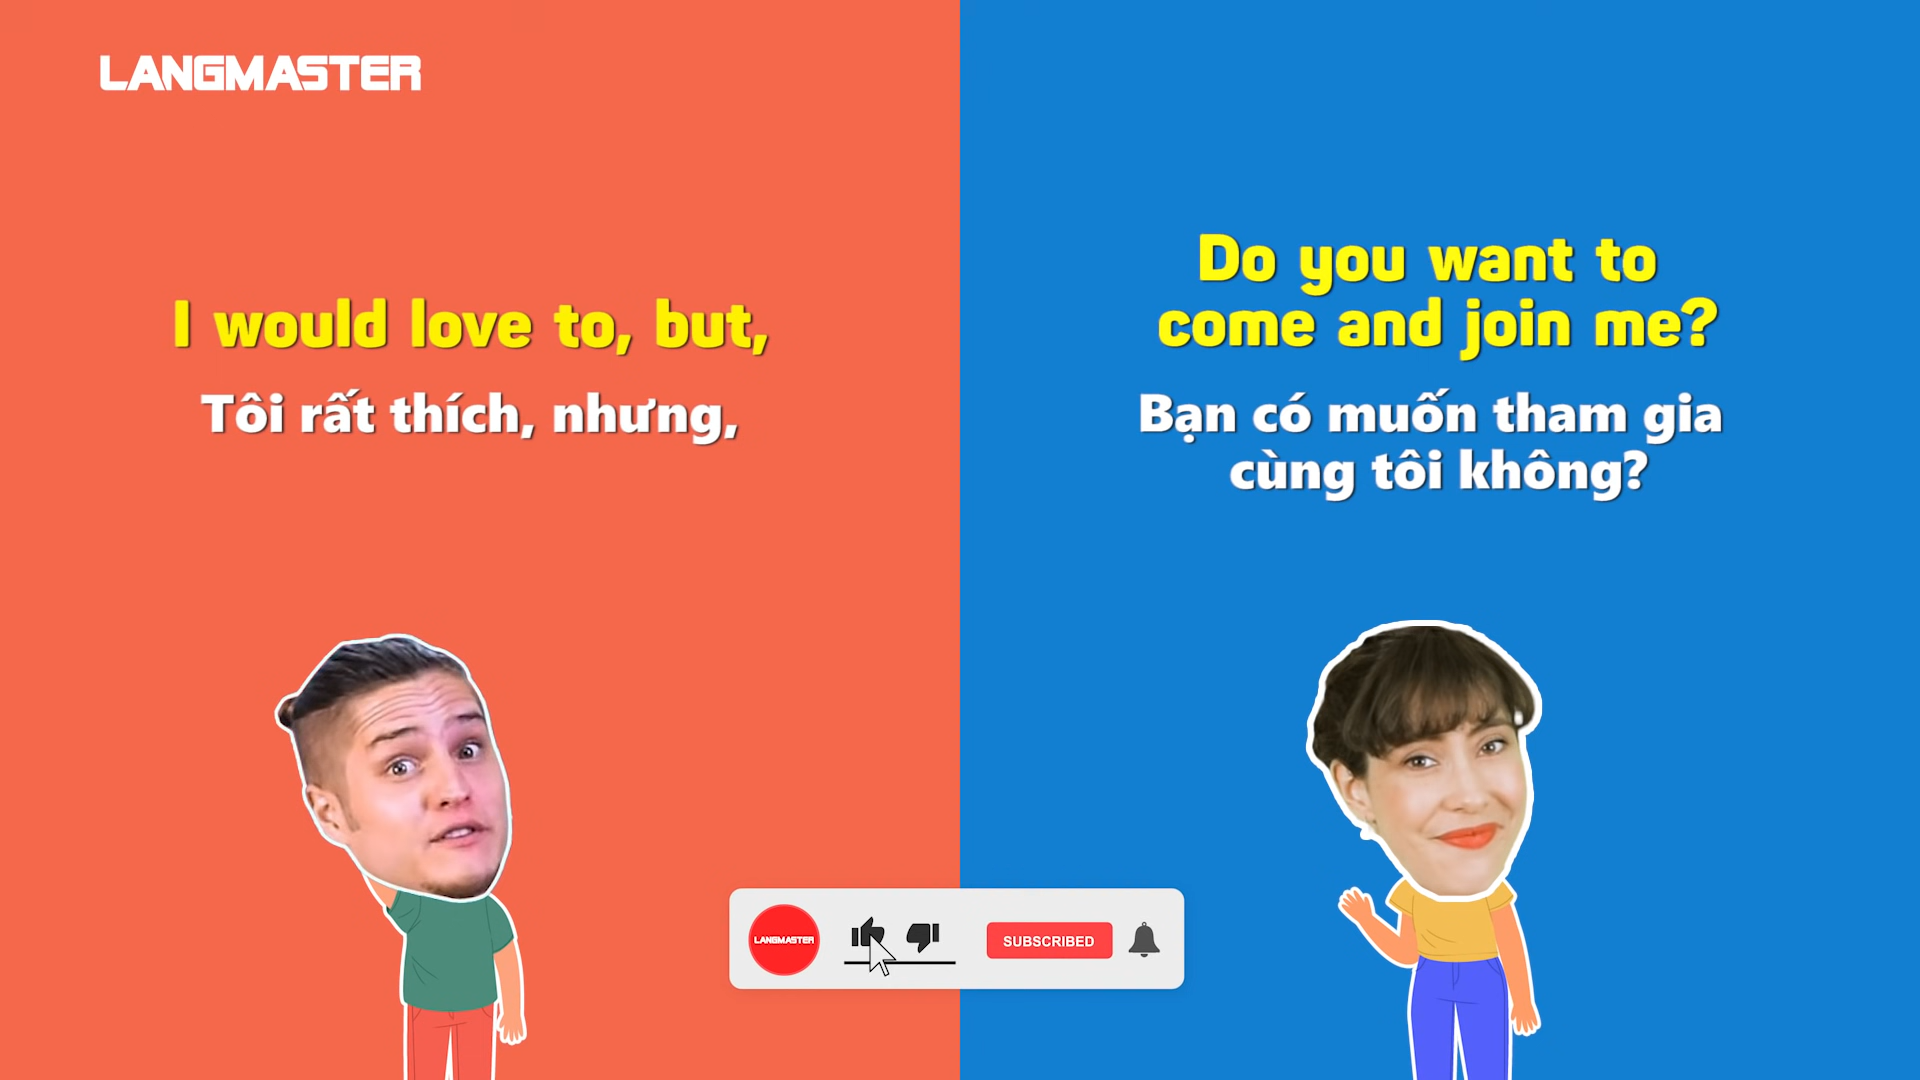 LANGMASTER
I would love to, but,
Tôi rất thích, nhưng,
Do you want to
come and join me?
Bạn có muốn tham gia
cùng tôi không?
LANGMASTER
SUBSCRIBED